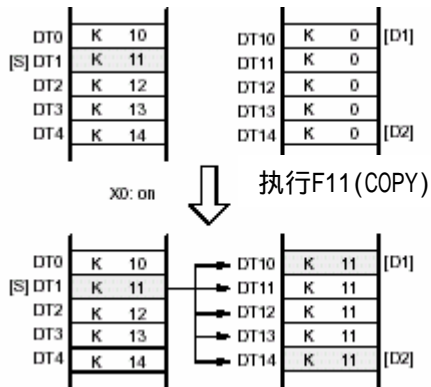 DT0 K 10 DT10 K 0 [D1]
[S] DT1 K 11 DT11 K 0
DT2 K 12 DT12 K 0
DT3 K 13 DT13 K 0
DT4 K 14 DT14 K 0 [D2]
X0: on 执行F11(COPY)
DT0 K 10 DT10 K 11 [D1]
[S] DT1 K 11 DT11 K 11
DT2 K 12 DT12 K 11
DT3 K 13 DT13 K 11
DT4 K 14 DT14 K 11 [D2]